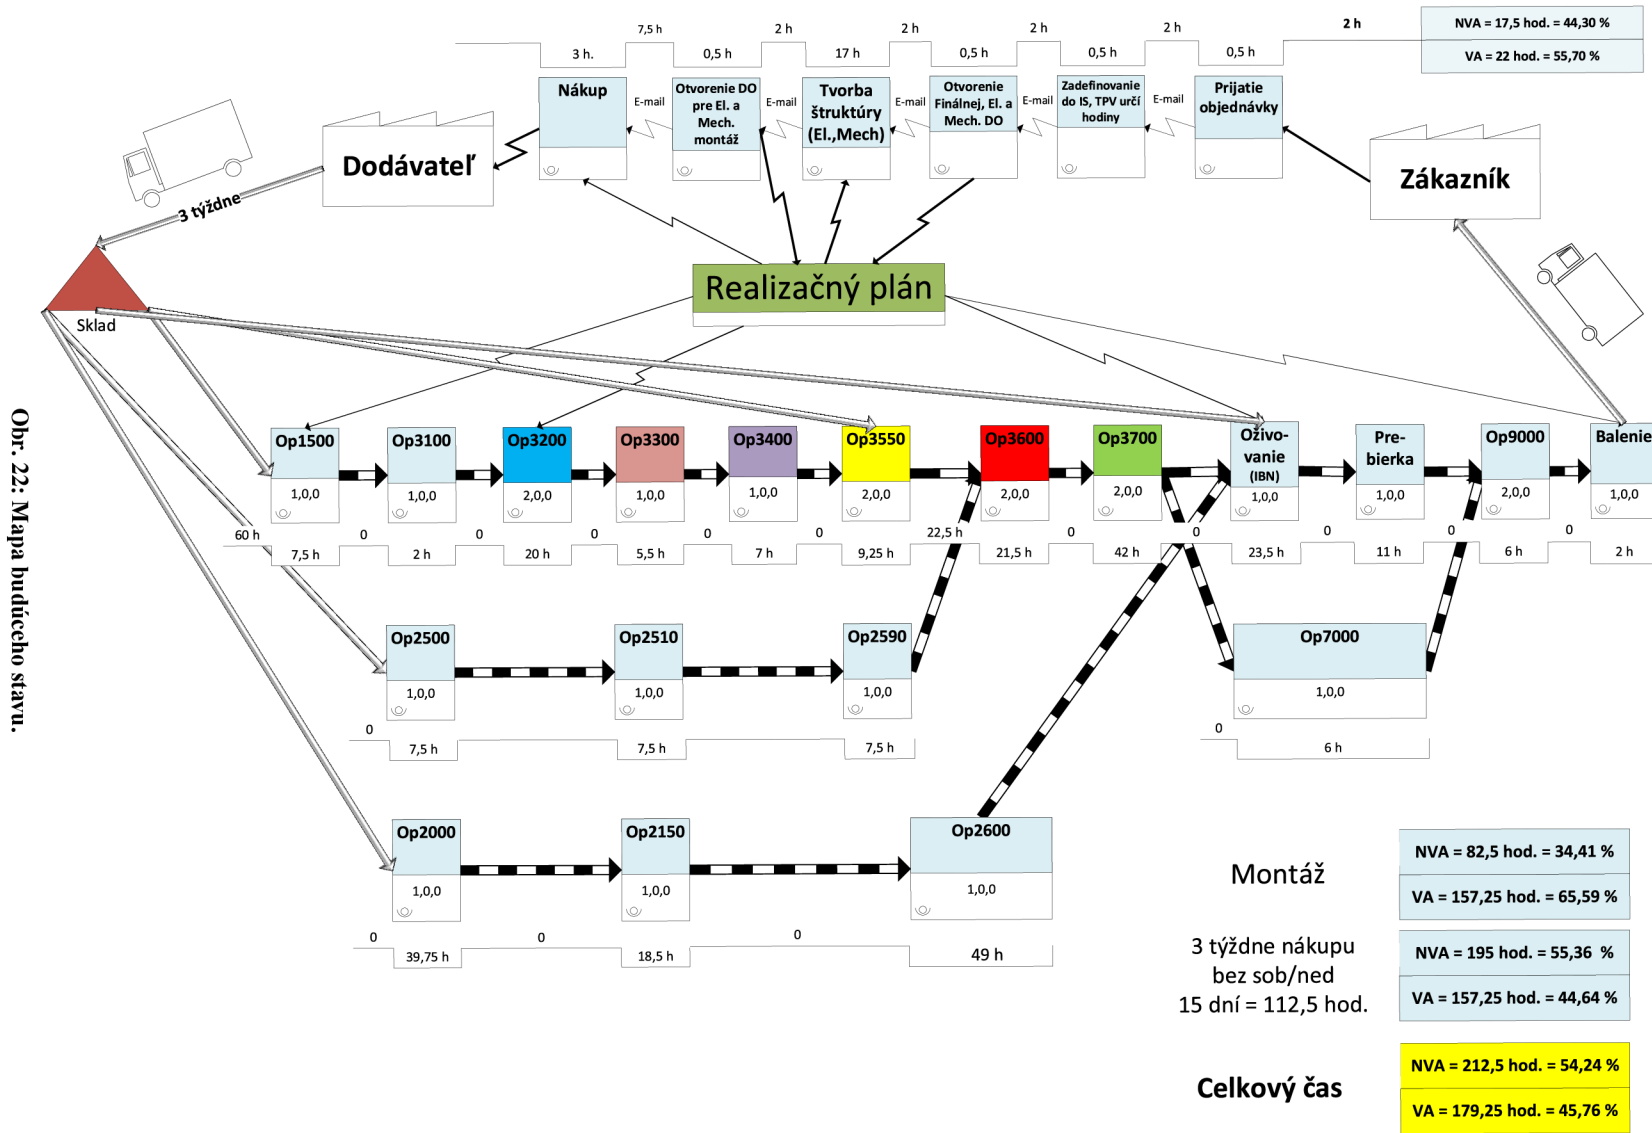 7,5 h
2 h
2 h
2 h
2 h
2 h
NVA = 17,5 hod. = 44,30 %
3 h.
0,5 h
17 h
0,5 h
0,5 h
0,5 h
VA = 22 hod. = 55,70 %
Nákup
E-mail
Otvorenie DO
pre El. a
Mech.
montáž
E-mail
Tvorba
štruktúry
(El.,Mech)
E-mail
Otvorenie
Finálnej, El. a
Mech. DO
E-mail
Zadefinovanie
do IS, TPV určí
hodiny
E-mail
Prijatie
objednávky
Dodávateľ
Zákazník
3 týždne
Realizačný plán
Sklad
Op1500
Op3100
Op3200
Op3300
Op3400
Op3550
Op3600
Op3700
Oživo-
vanie
(IBN)
Pre-
bierka
Op9000
Balenie
1,0,0
1,0,0
2,0,0
1,0,0
1,0,0
2,0,0
2,0,0
2,0,0
1,0,0
1,0,0
2,0,0
1,0,0
60 h
0
0
0
0
0
22,5 h
0
0
0
0
0
7,5 h
2 h
20 h
5,5 h
7 h
9,25 h
21,5 h
42 h
23,5 h
11 h
6 h
2 h
Op2500
Op2510
Op2590
Op7000
1,0,0
1,0,0
1,0,0
1,0,0
0
0
7,5 h
7,5 h
7,5 h
6 h
Op2000
Op2150
Op2600
1,0,0
1,0,0
1,0,0
0
0
0
39,75 h
18,5 h
49 h
Montáž
NVA = 82,5 hod. = 34,41 %
VA = 157,25 hod. = 65,59 %
3 týždne nákupu
bez sob/ned
15 dní = 112,5 hod.
NVA = 195 hod. = 55,36 %
VA = 157,25 hod. = 44,64 %
Celkový čas
NVA = 212,5 hod. = 54,24 %
VA = 179,25 hod. = 45,76 %
Obr. 22: Mapa budúceho stavu.